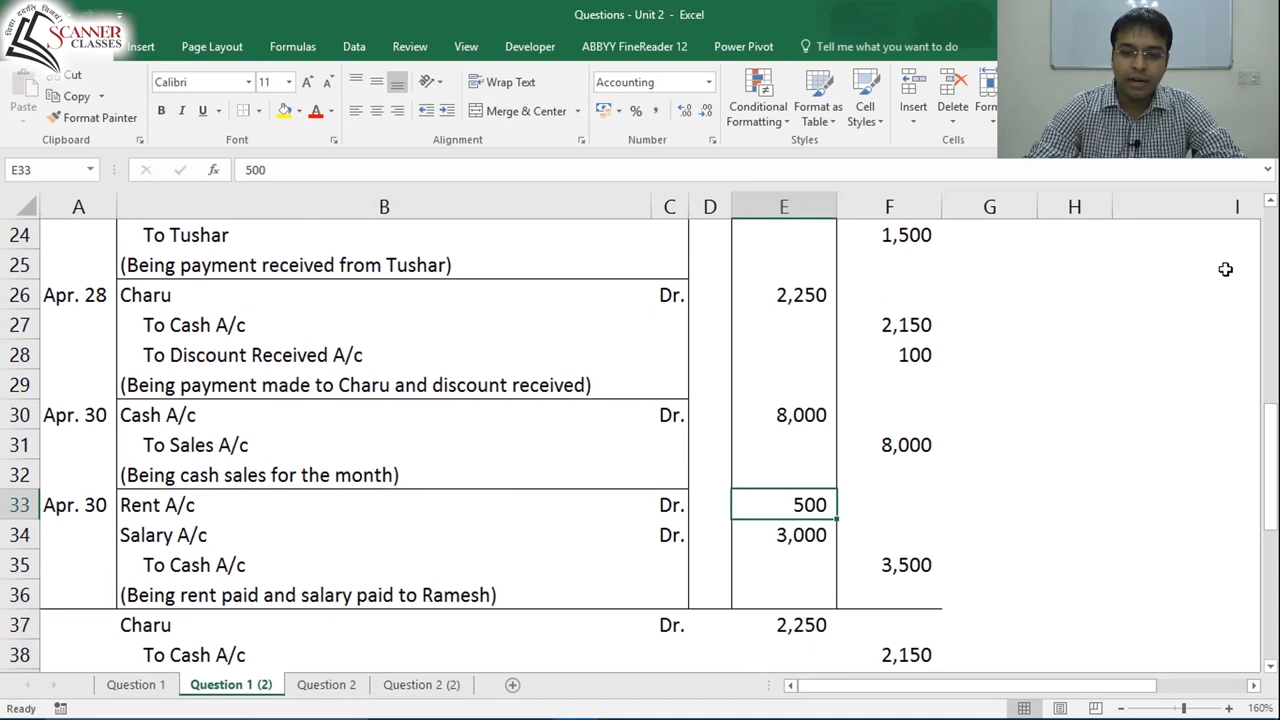 SCANNER
CLASSES
Questions - Unit 2 - Excel
Insert Page Layout Formulas Data Review View Developer ABBYY FineReader 12 Power Pivot Tell me what you want to do
Paste
Cut
Copy
Format Painter
Clipboard
Calibri 11
B I U
Font
Wrap Text
Merge & Center
Alignment
Accounting
Number
Conditional Formatting
Format as Table
Cell Styles
Styles
Insert
Delete
Cells
E33 fx 500
A B C D E F G H I
24 To Tushar 1,500
25 (Being payment received from Tushar)
26 Apr. 28 Charu Dr. 2,250
27 To Cash A/c 2,150
28 To Discount Received A/c 100
29 (Being payment made to Charu and discount received)
30 Apr. 30 Cash A/c Dr. 8,000
31 To Sales A/c 8,000
32 (Being cash sales for the month)
33 Apr. 30 Rent A/c Dr. 500
34 Salary A/c Dr. 3,000
35 To Cash A/c 3,500
36 (Being rent paid and salary paid to Ramesh)
37 Charu Dr. 2,250
38 To Cash A/c 2,150
Question 1 Question 1 (2) Question 2 Question 2 (2)
Ready 160%